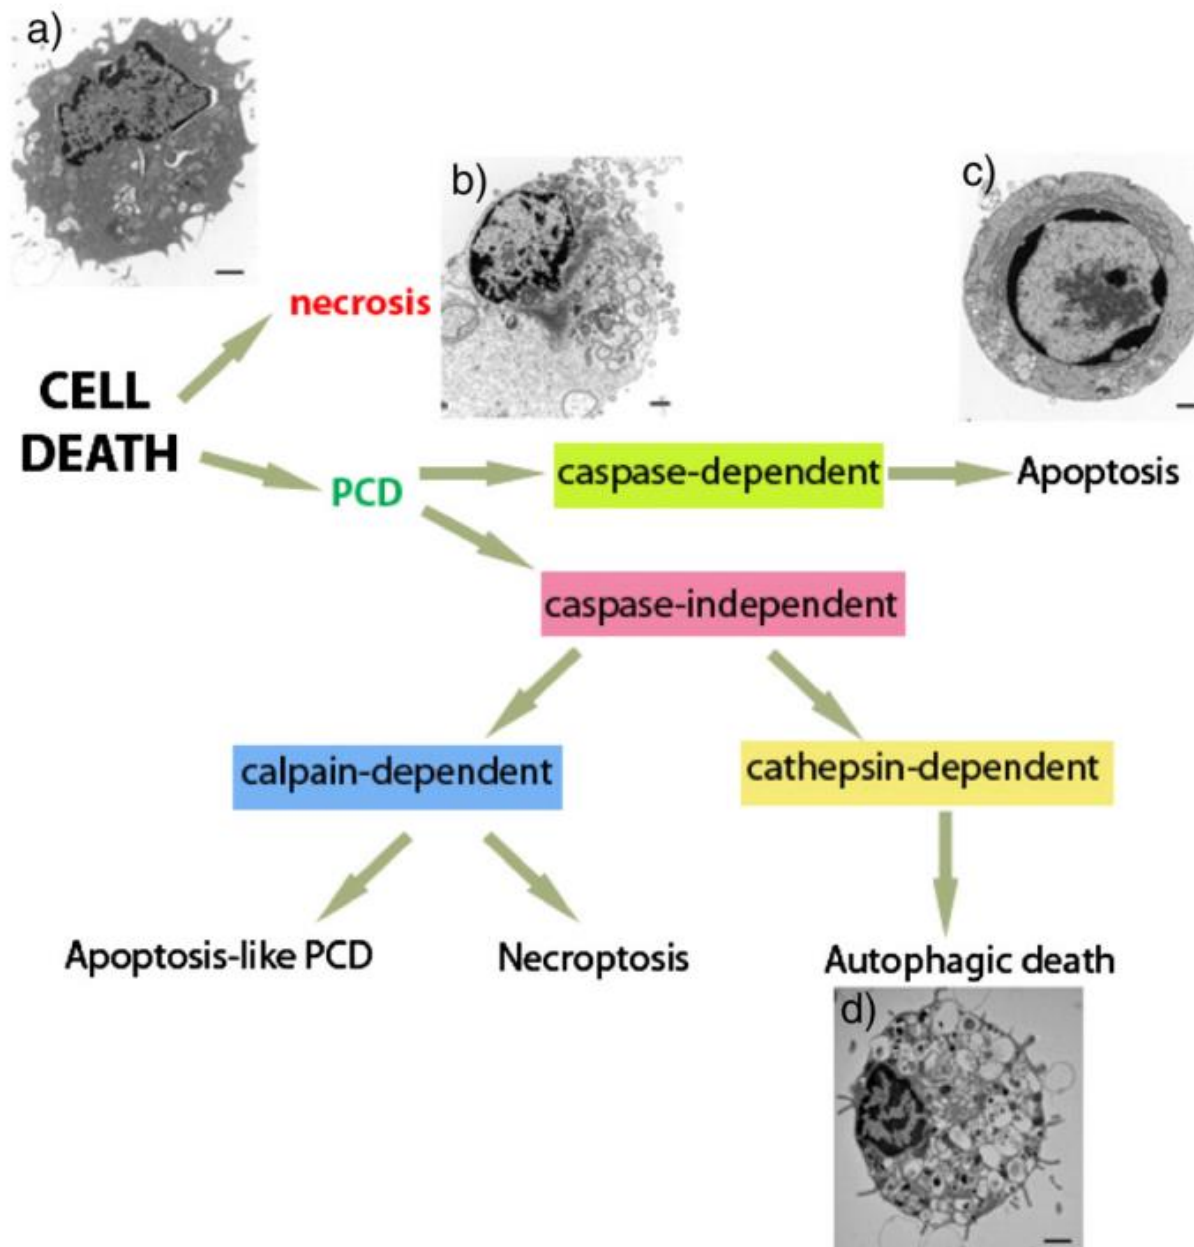 a)
b)
c)
necrosis
CELL
DEATH
PCD
caspase-dependent
Apoptosis
caspase-independent
calpain-dependent
cathepsin-dependent
Apoptosis-like PCD
Necroptosis
Autophagic death
d)